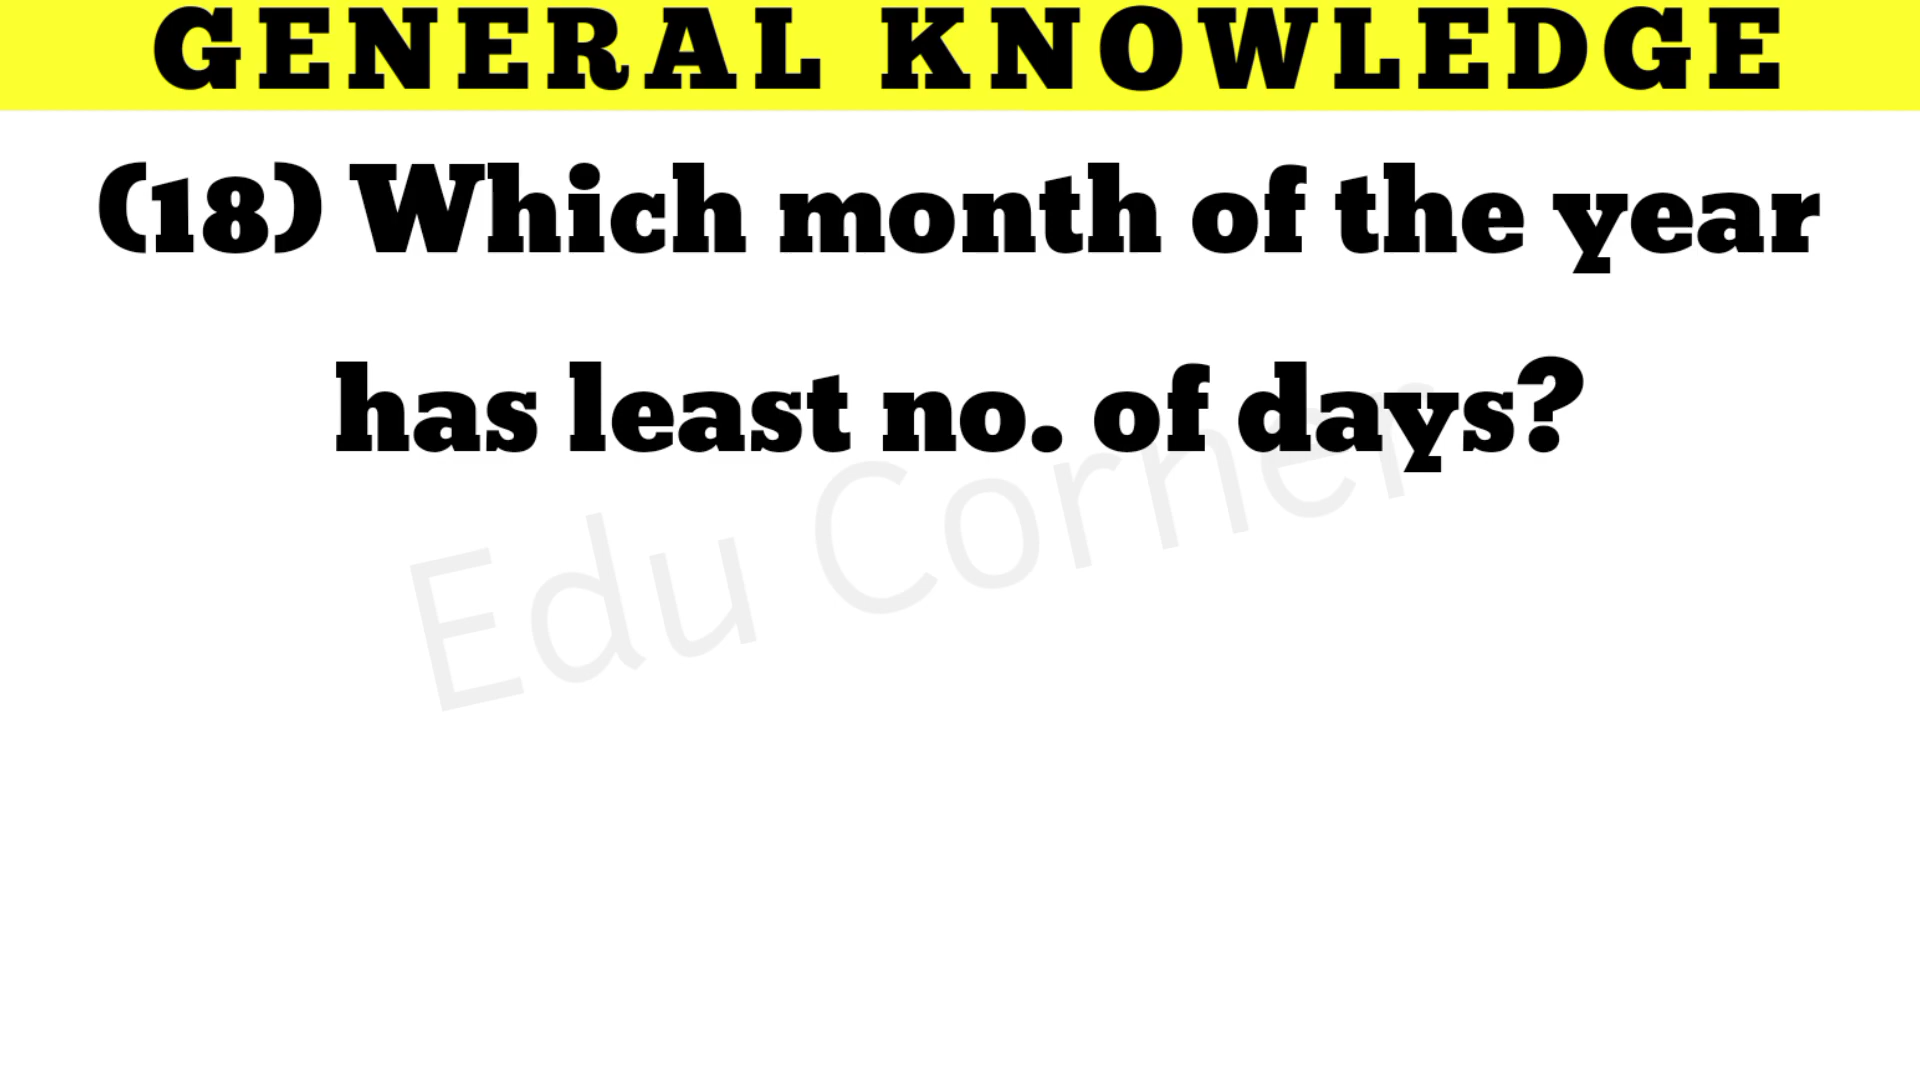 GENERAL KNOWLEDGE
(18) Which month of the year
has least no. of days?
Edu Corner